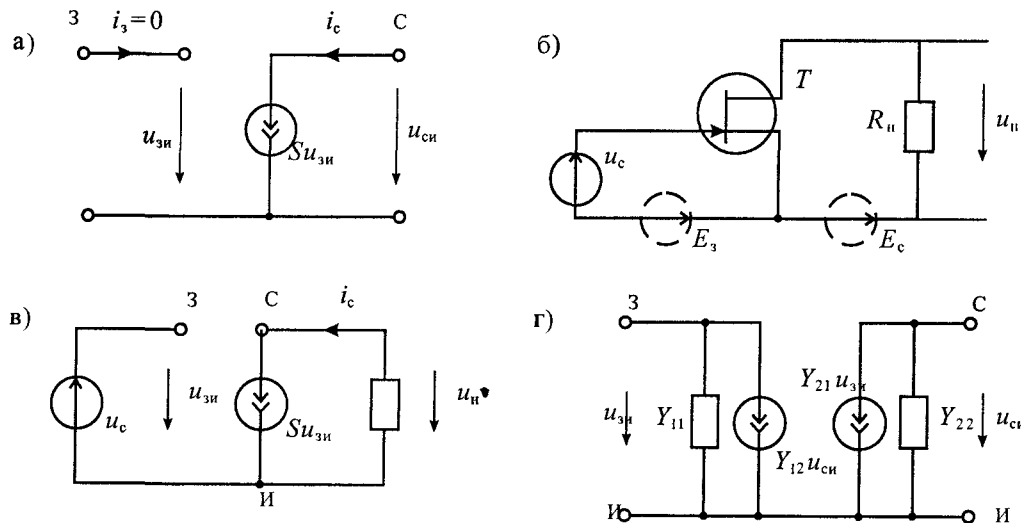 а)
З
i_з=0
i_с
С
u_зи
Su_зи
u_си
б)
T
R_н
u_н
u_с
E_з
E_с
в)
З
С
i_с
u_с
u_зи
Su_зи
u_н
И
г)
З
С
u_зи
Y_11
Y_12 u_си
Y_21 u_зи
Y_22
u_си
И
И